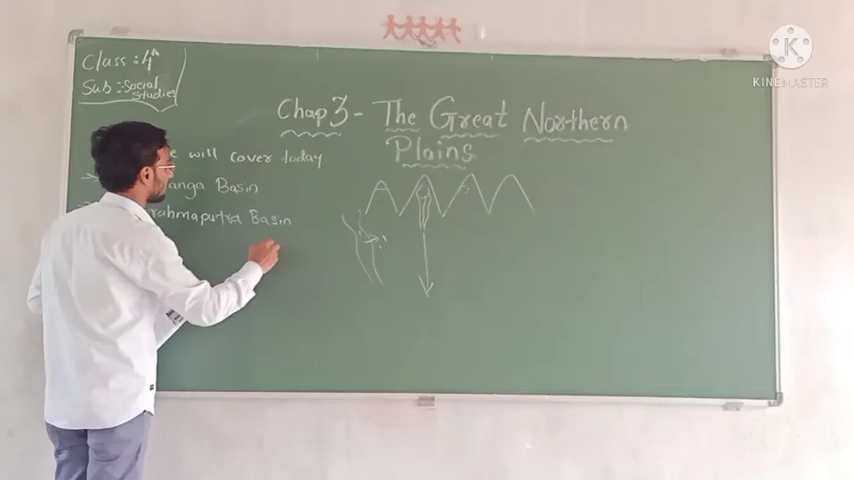 Class : 4th
Sub : Social
Studies
Chap 3 - The Great Northern
Plains
will cover today.
anga Basin
rahmaputra Basin
KINEMASTER